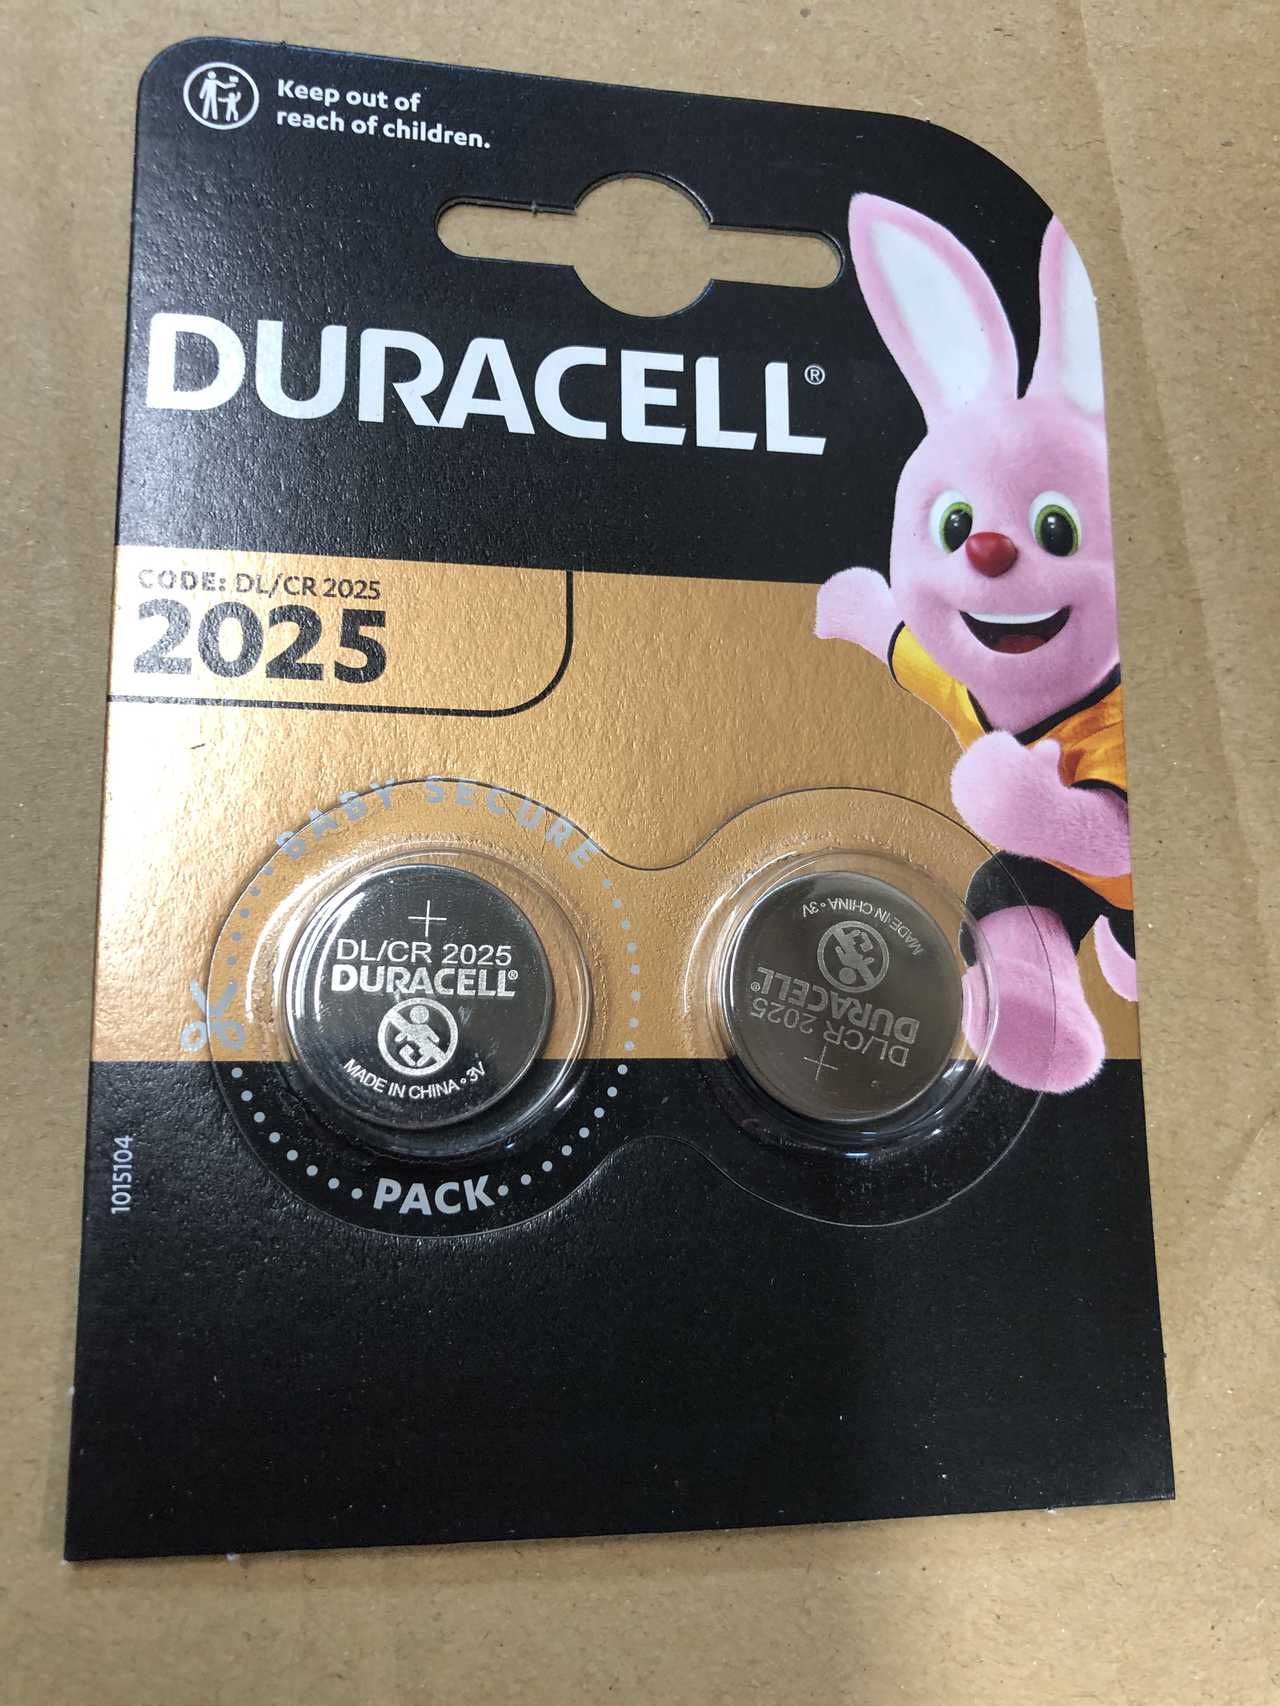 Keep out of
reach of children.
DURACELL®
CODE: DL/CR 2025
2025
BABY SECURE
PACK
+
DL/CR 2025
DURACELL®
MADE IN CHINA • 3V
+
DL/CR 2025
DURACELL®
MADE IN CHINA • 3V
1015104